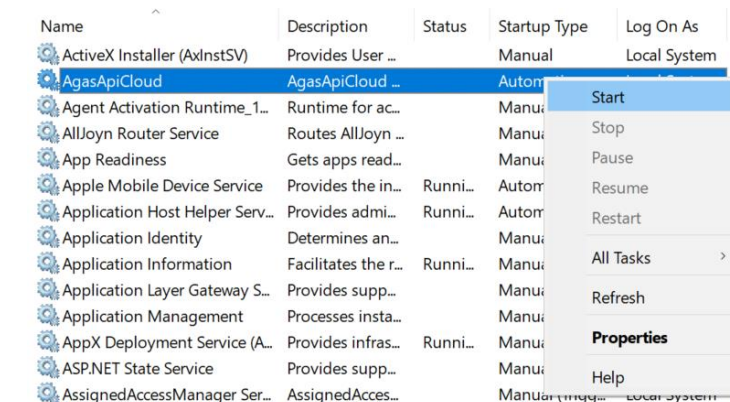 Name Description Status Startup Type Log On As
ActiveX Installer (AxInstSV) Provides User ... Manual Local System
AgasApiCloud AgasApiCloud ...
Start
Agent Activation Runtime_1... Runtime for ac...
Stop
AllJoyn Router Service Routes AllJoyn ...
App Readiness Gets apps read...
Pause
Apple Mobile Device Service Provides the in... Runni...
Resume
Application Host Helper Serv... Provides admi... Runni...
Restart
Application Identity Determines an...
Application Information Facilitates the r... Runni...
All Tasks
Application Layer Gateway S... Provides supp...
Refresh
Application Management Processes insta...
AppX Deployment Service (A... Provides infras... Runni...
Properties
ASP.NET State Service Provides supp...
Help
AssignedAccessManager Ser... AssignedAcces... Local System